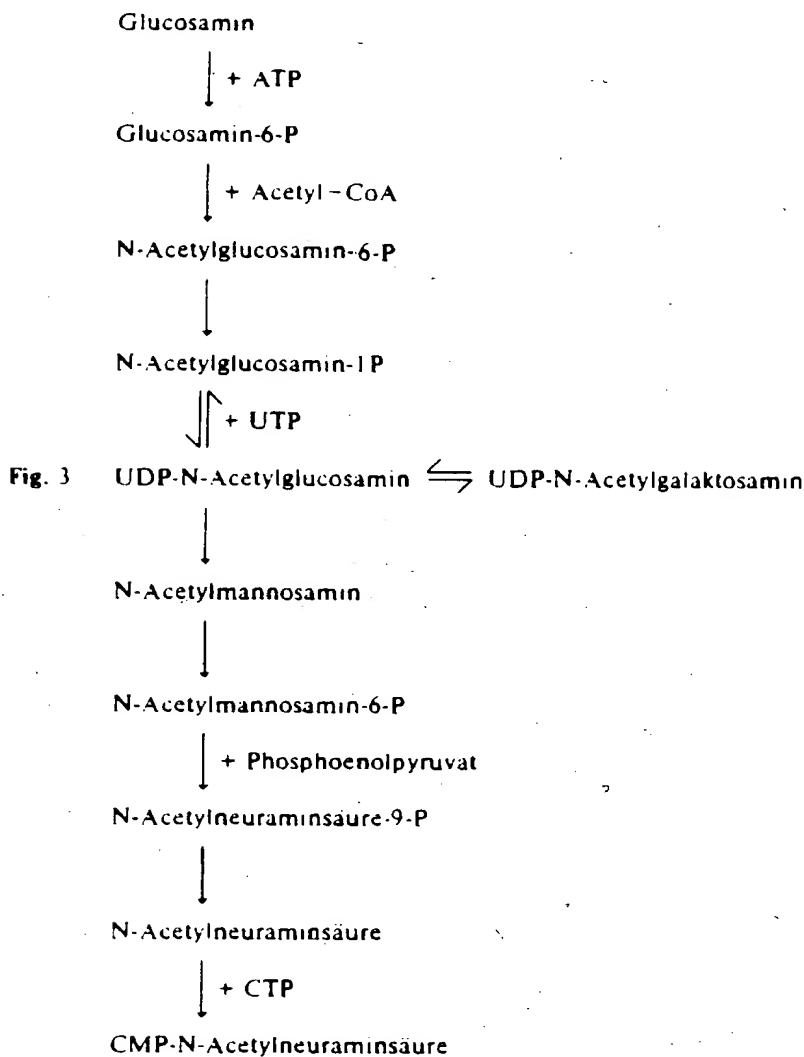 Glucosamin
+ ATP
Glucosamin-6-P
+ Acetyl-CoA
N-Acetylglucosamin-6-P
N-Acetylglucosamin-1P
+ UTP
Fig. 3 UDP-N-Acetylglucosamin UDP-N-Acetylgalaktosamin
N-Acetylmannosamin
N-Acetylmannosamin-6-P
+ Phosphoenolpyruvat
N-Acetylneuraminsäure-9-P
N-Acetylneuraminsäure
+ CTP
CMP-N-Acetylneuraminsäure